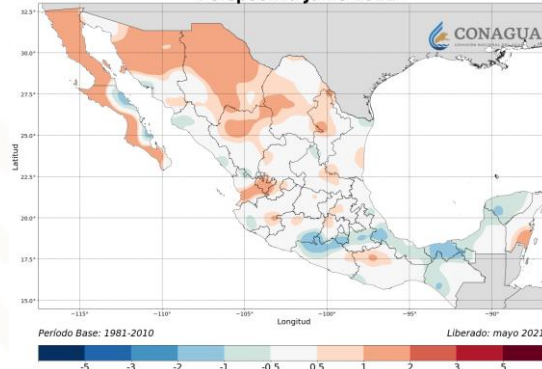 CONAGUA
32.5°
30.0°
27.5°
25.0°
22.5°
20.0°
17.5°
15.0°
Latitud
−115° −110° −105° −100° −95° −90°
Longitud
Período Base: 1981-2010
Liberado: mayo 2021
-5 -3 -2 -1 -0.5 0.5 1 2 3 5